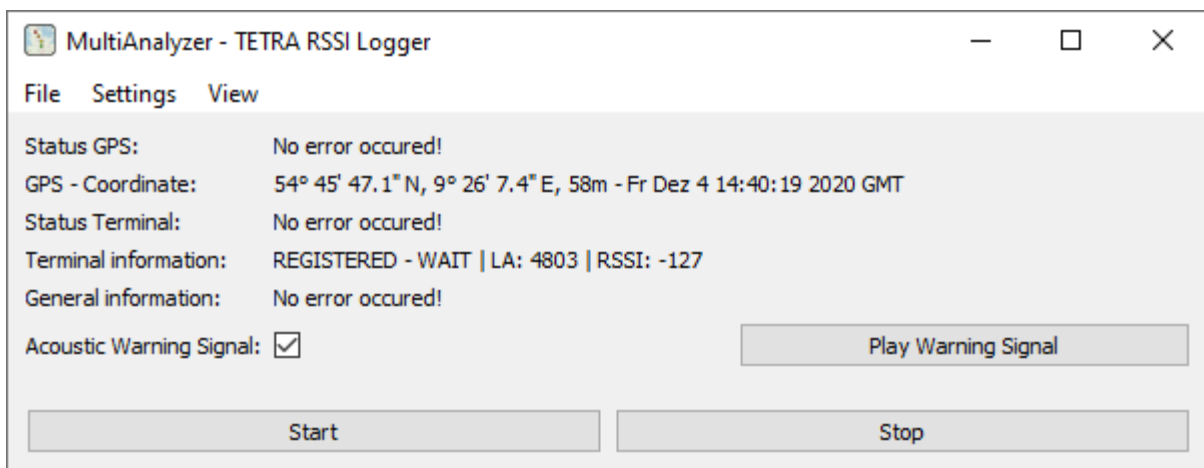 MultiAnalyzer - TETRA RSSI Logger
File Settings View
Status GPS: No error occured!
GPS - Coordinate: 54° 45' 47.1" N, 9° 26' 7.4" E, 58m - Fr Dez 4 14:40:19 2020 GMT
Status Terminal: No error occured!
Terminal information: REGISTERED - WAIT | LA: 4803 | RSSI: -127
General information: No error occured!
Acoustic Warning Signal: Play Warning Signal
Start Stop